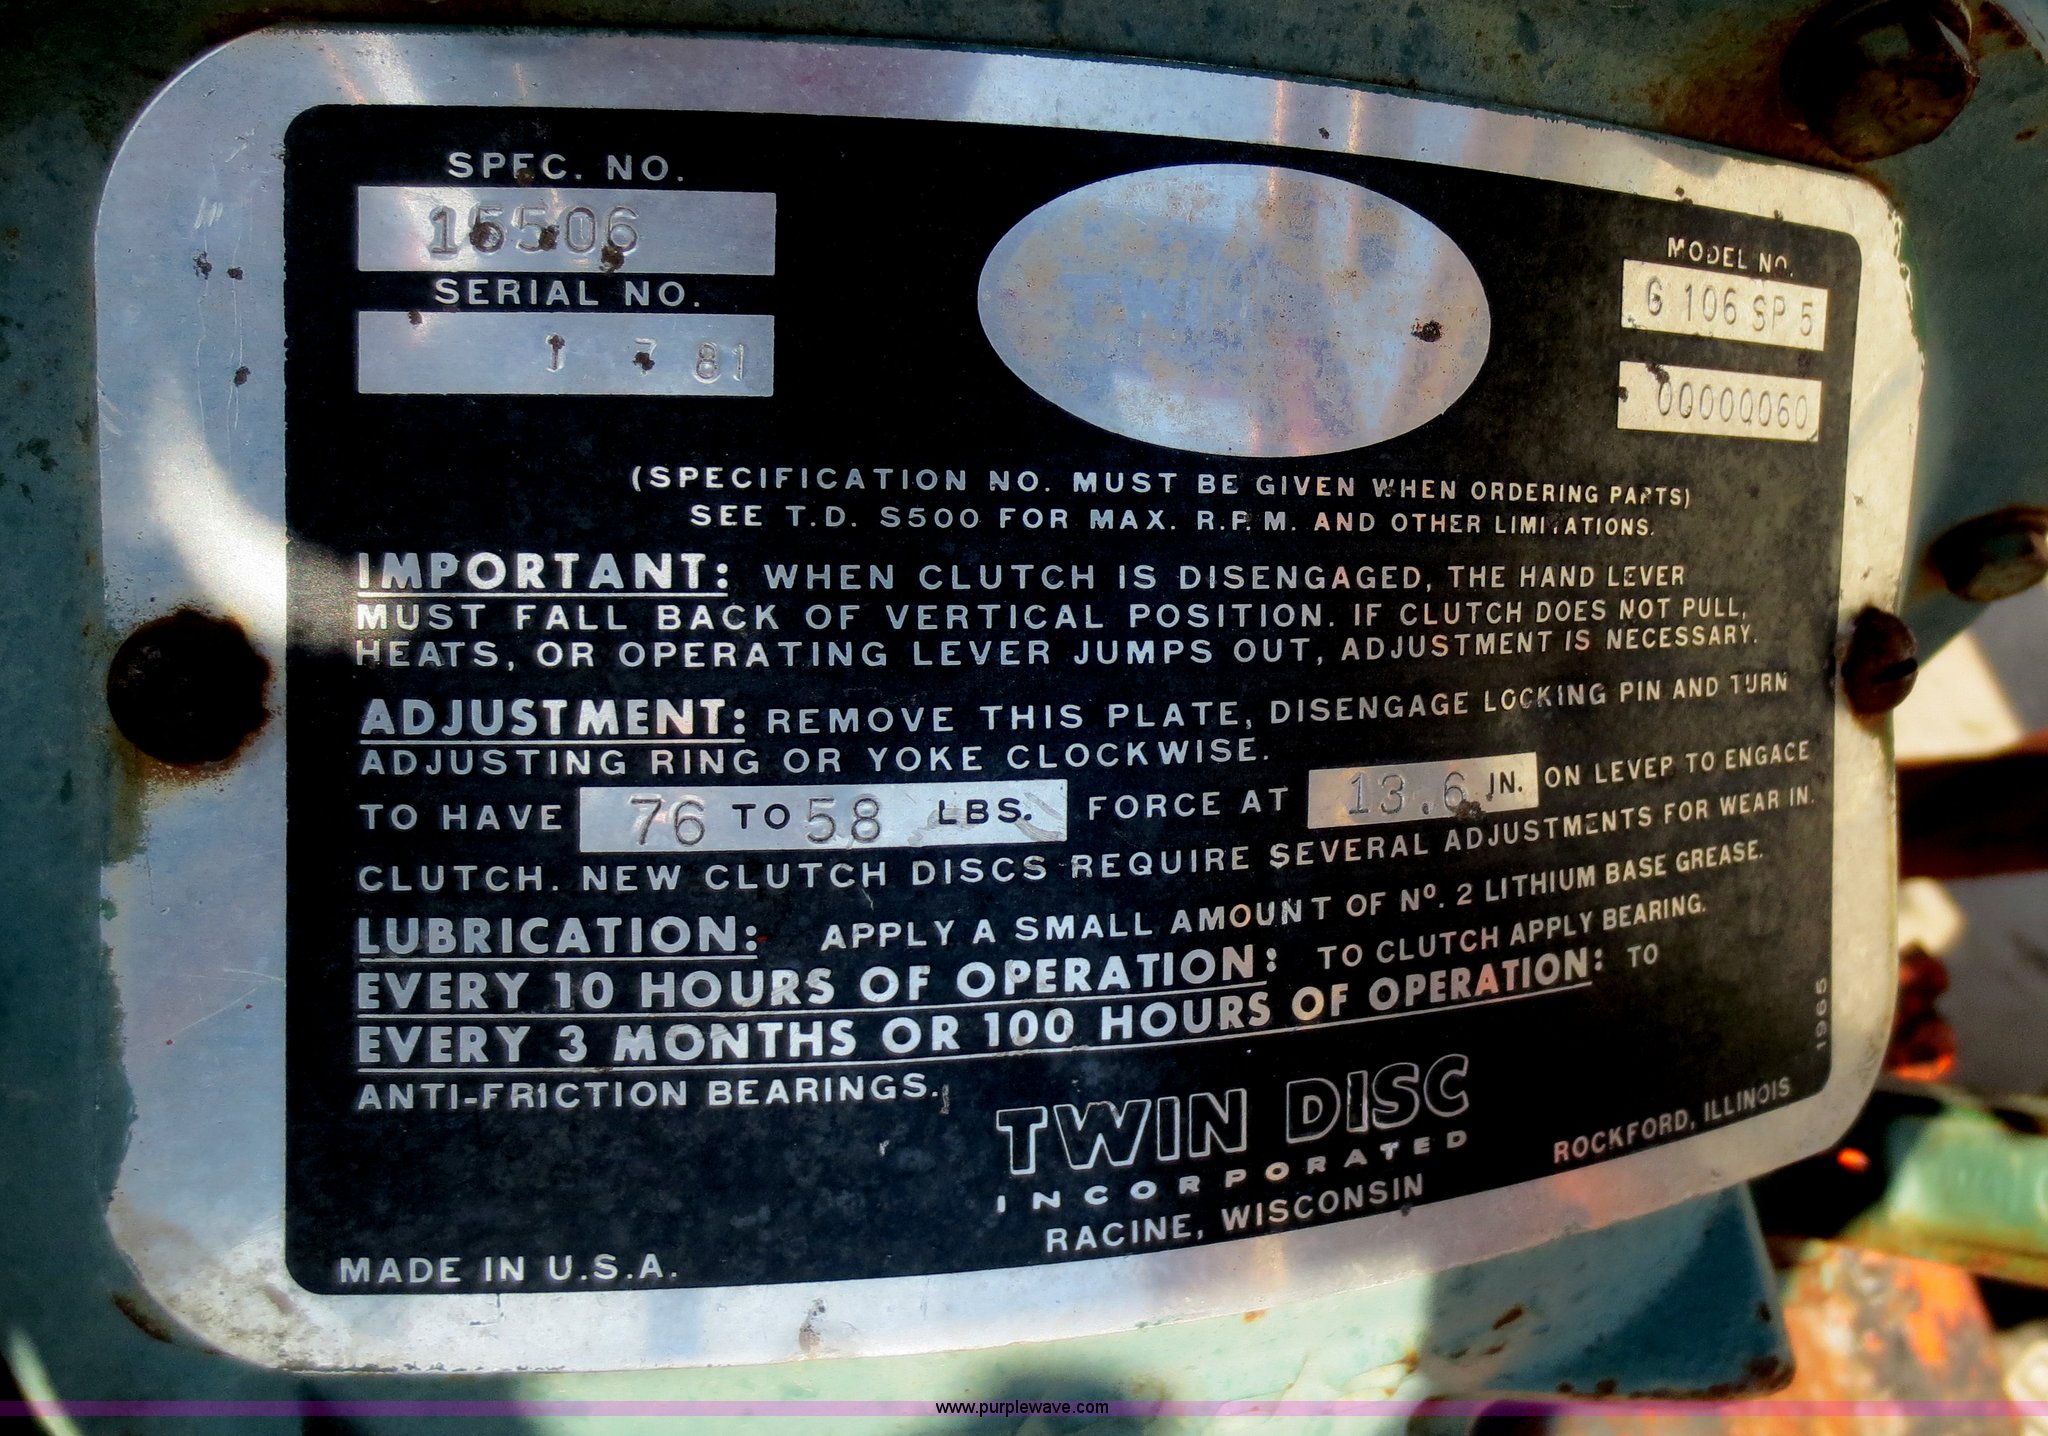 SPEC. NO.
15506
SERIAL NO.
1 7 81
MODEL NO.
G 106 SP 5
00000060
(SPECIFICATION NO. MUST BE GIVEN WHEN ORDERING PARTS)
SEE T.D. S500 FOR MAX. R.P.M. AND OTHER LIMITATIONS.
IMPORTANT: WHEN CLUTCH IS DISENGAGED, THE HAND LEVER
MUST FALL BACK OF VERTICAL POSITION. IF CLUTCH DOES NOT PULL,
HEATS, OR OPERATING LEVER JUMPS OUT, ADJUSTMENT IS NECESSARY.
ADJUSTMENT: REMOVE THIS PLATE, DISENGAGE LOCKING PIN AND TURN
ADJUSTING RING OR YOKE CLOCKWISE.
TO HAVE 76 TO 58 LBS. FORCE AT 13.6 IN. ON LEVER TO ENGAGE
CLUTCH. NEW CLUTCH DISCS REQUIRE SEVERAL ADJUSTMENTS FOR WEAR IN.
LUBRICATION: APPLY A SMALL AMOUNT OF Nº. 2 LITHIUM BASE GREASE.
EVERY 10 HOURS OF OPERATION: TO CLUTCH APPLY BEARING.
EVERY 3 MONTHS OR 100 HOURS OF OPERATION: TO
ANTI-FRICTION BEARINGS.
1965
TWIN DISC
INCORPORATED
RACINE, WISCONSIN
ROCKFORD, ILLINOIS
MADE IN U.S.A.
www.purplewave.com